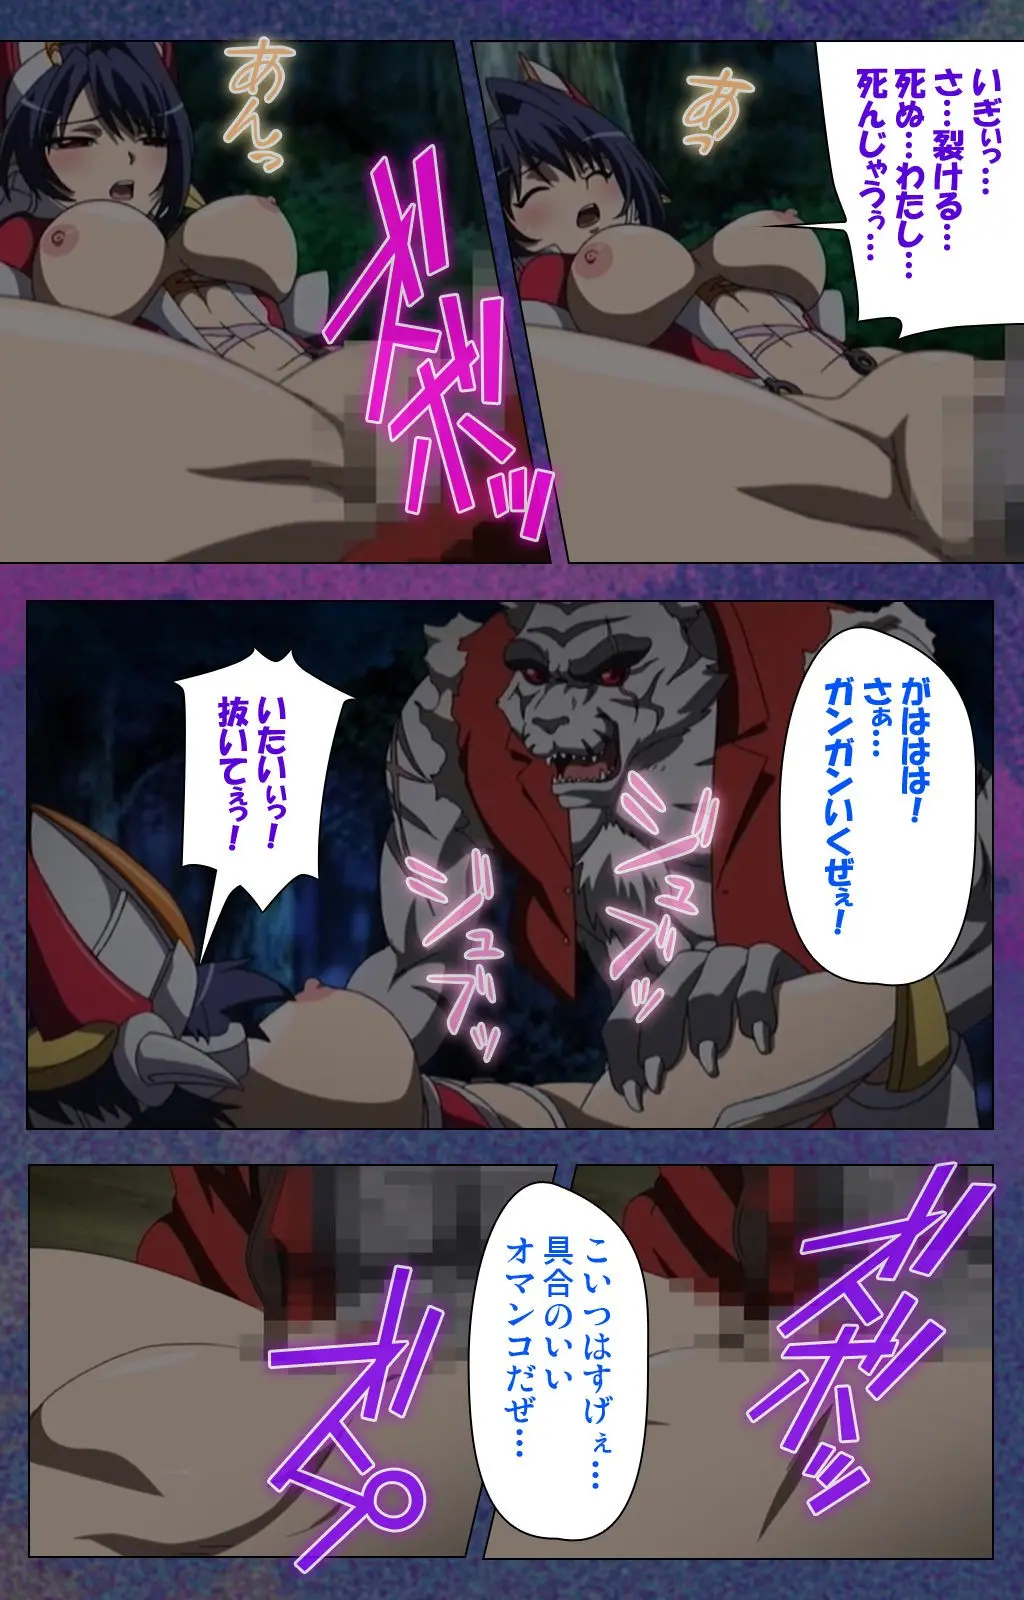 いぎぃっ…
さ…裂ける…
死ぬ…わたし…
死んじゃうぅ…
あっ
あんっ
ズボッ
がははは！
さぁ…
ガンガンいくぜぇ！
いたいぃっ！
抜いてぇっ！
ジュブッ
ジュブッ
ズボッ
こいつはすげぇ…
具合のいい
オマンコだぜ…
ズプ